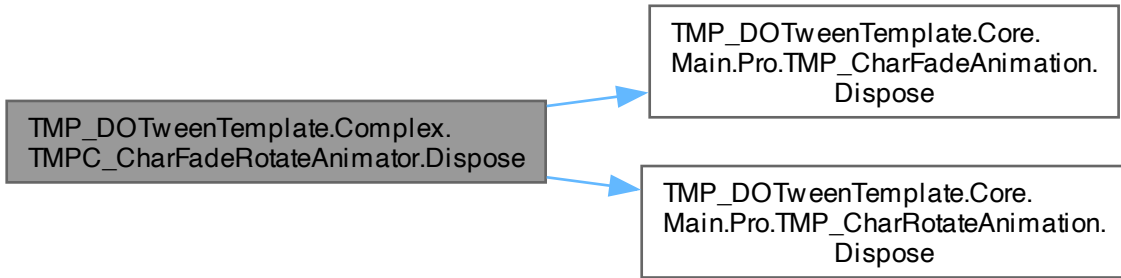 TMP_DOTweenTemplate.Complex.
TMPC_CharFadeRotateAnimator.Dispose
TMP_DOTweenTemplate.Core.
Main.Pro.TMP_CharFadeAnimation.
Dispose
TMP_DOTweenTemplate.Core.
Main.Pro.TMP_CharRotateAnimation.
Dispose